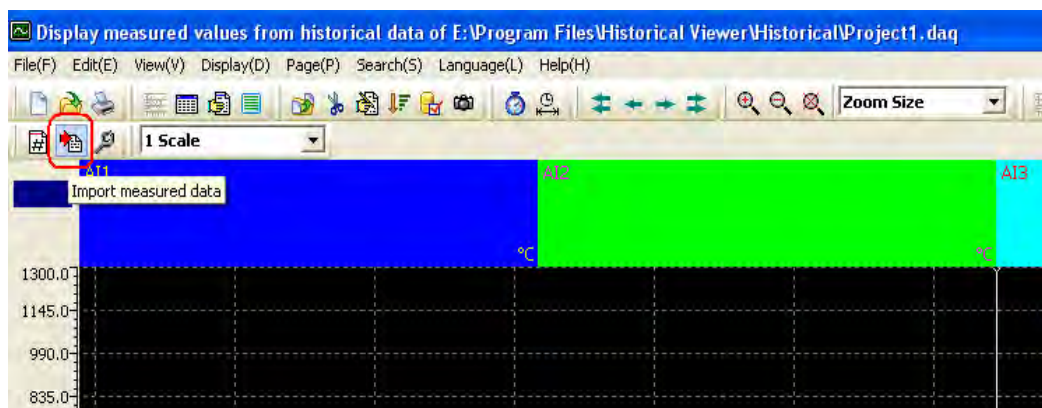 Display measured values from historical data of E:\Program Files\Historical Viewer\Historical\Project1.daq
File(F) Edit(E) View(V) Display(D) Page(P) Search(S) Language(L) Help(H)
Zoom Size
1 Scale
AI1 AI2 AI3
Import measured data
°C °C
1300.0
1145.0
990.0
835.0